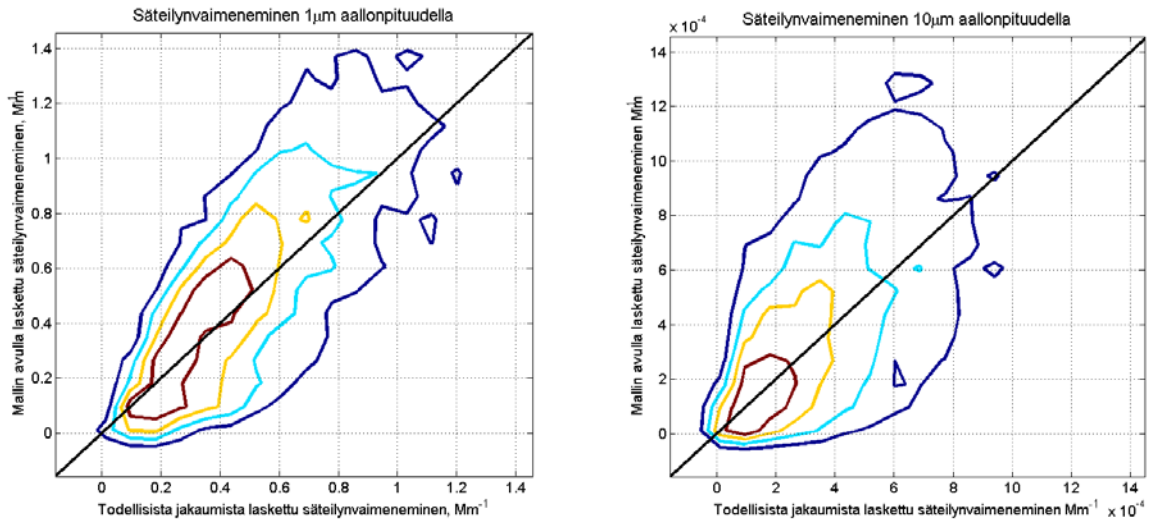 Säteilynvaimeneminen 1µm aallonpituudella
Mallin avulla laskettu säteilynvaimeneminen, Mm⁻¹
1.4
1.2
1
0.8
0.6
0.4
0.2
0
0 0.2 0.4 0.6 0.8 1 1.2 1.4
Todellisista jakaumista laskettu säteilynvaimeneminen, Mm⁻¹
Säteilynvaimeneminen 10µm aallonpituudella
x 10⁻⁴
Mallin avulla laskettu säteilynvaimeneminen Mm⁻¹
14
12
10
8
6
4
2
0
0 2 4 6 8 10 12 14
Todellisista jakaumista laskettu säteilynvaimeneminen Mm⁻¹ x 10⁻⁴